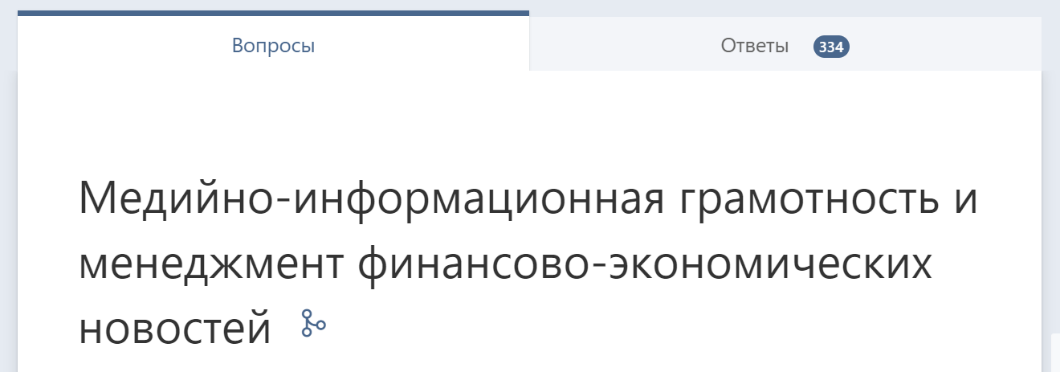 Вопросы
Ответы 334
Медийно-информационная грамотность и
менеджмент финансово-экономических
новостей